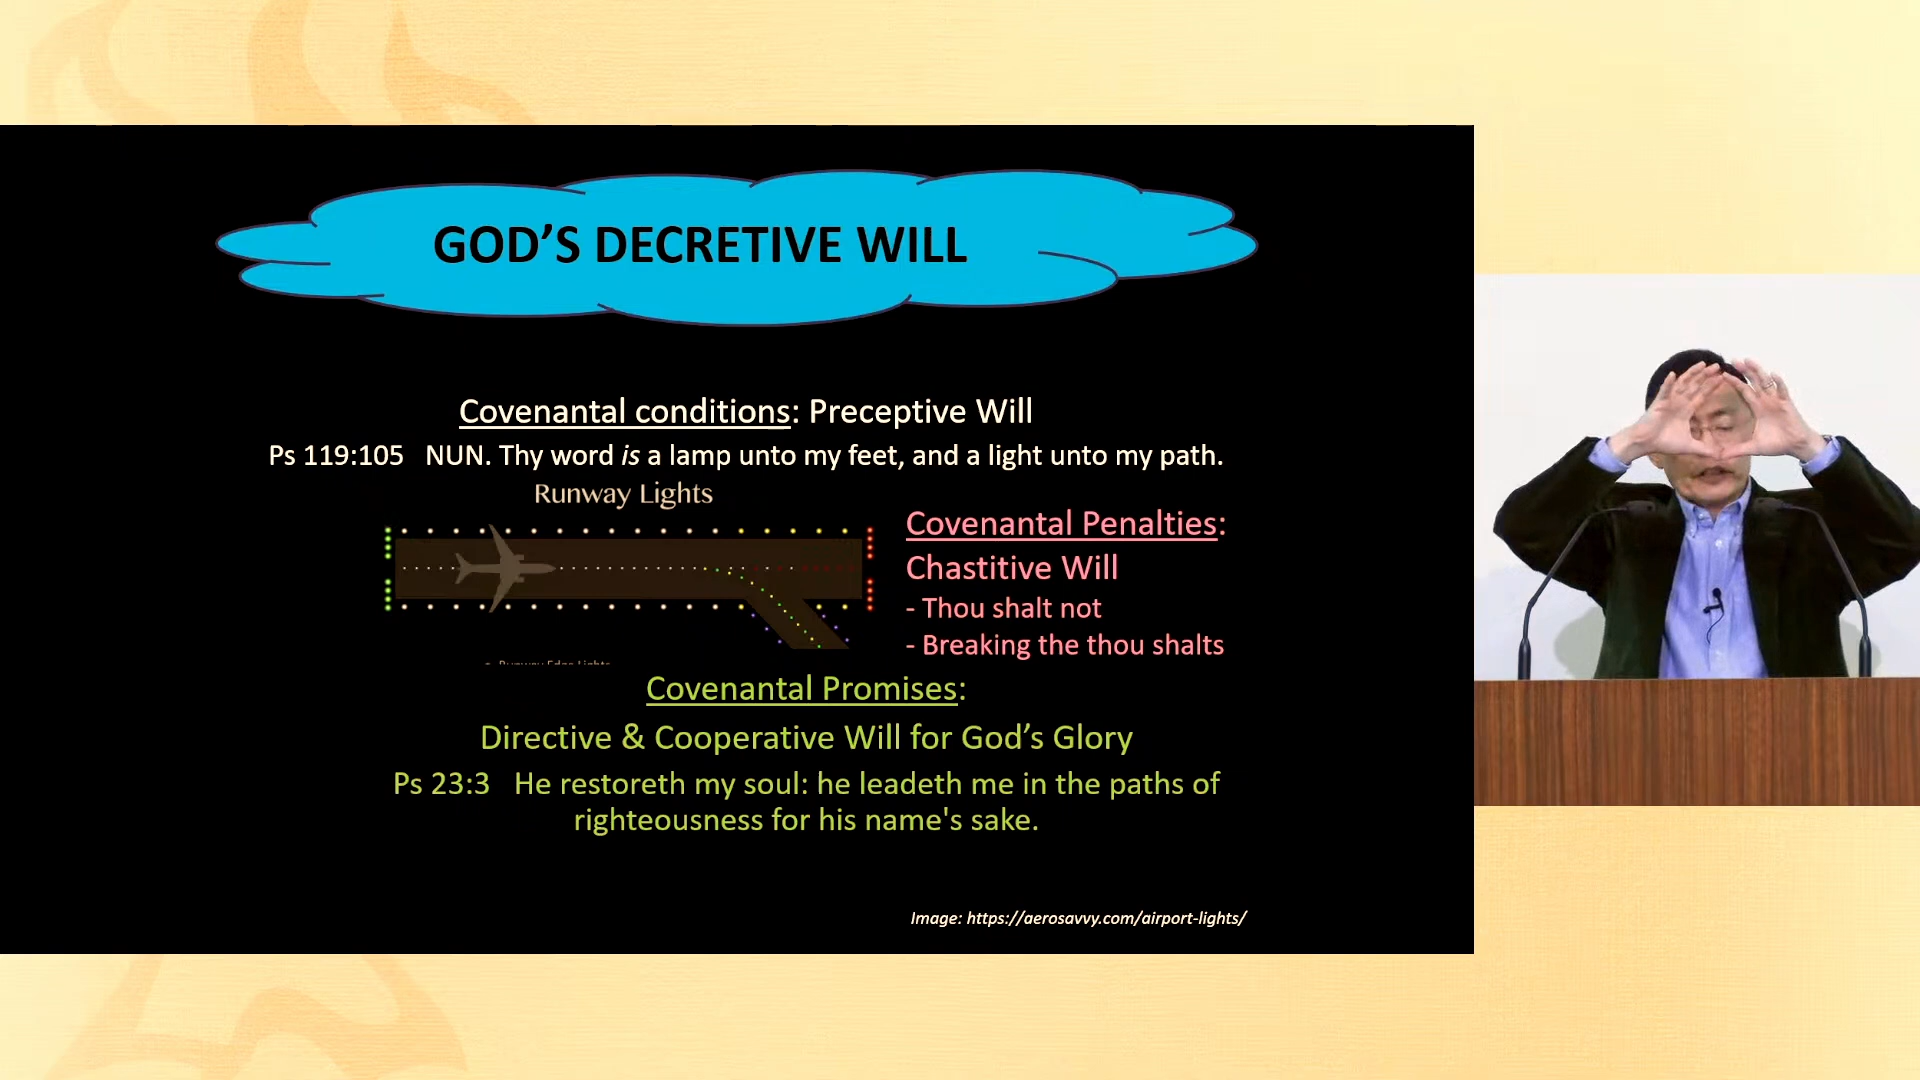 GOD’S DECRETIVE WILL
Covenantal conditions: Preceptive Will
Ps 119:105 NUN. Thy word is a lamp unto my feet, and a light unto my path.
Runway Lights
Covenantal Penalties:
Chastitive Will
- Thou shalt not
- Breaking the thou shalts
Covenantal Promises:
Directive & Cooperative Will for God’s Glory
Ps 23:3 He restoreth my soul: he leadeth me in the paths of
righteousness for his name's sake.
Image: https://aerosavvy.com/airport-lights/